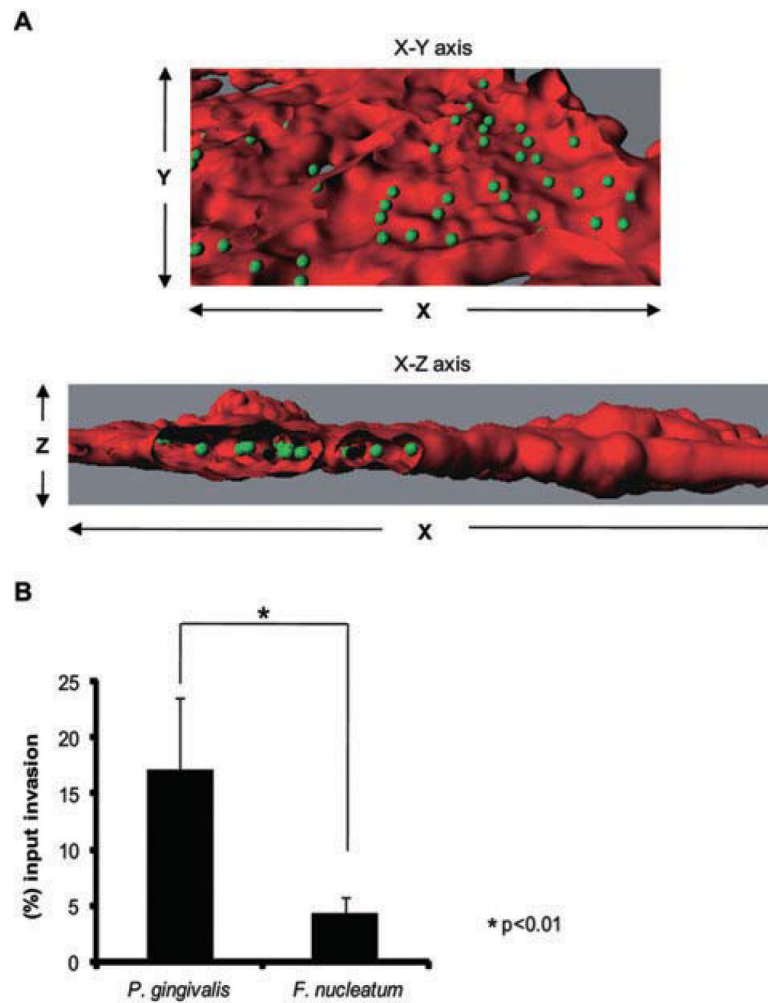 A
X-Y axis
Y
X
X-Z axis
Z
X
B
25
20
15
10
5
0
(%) input invasion
*
* p<0.01
P. gingivalis
F. nucleatum